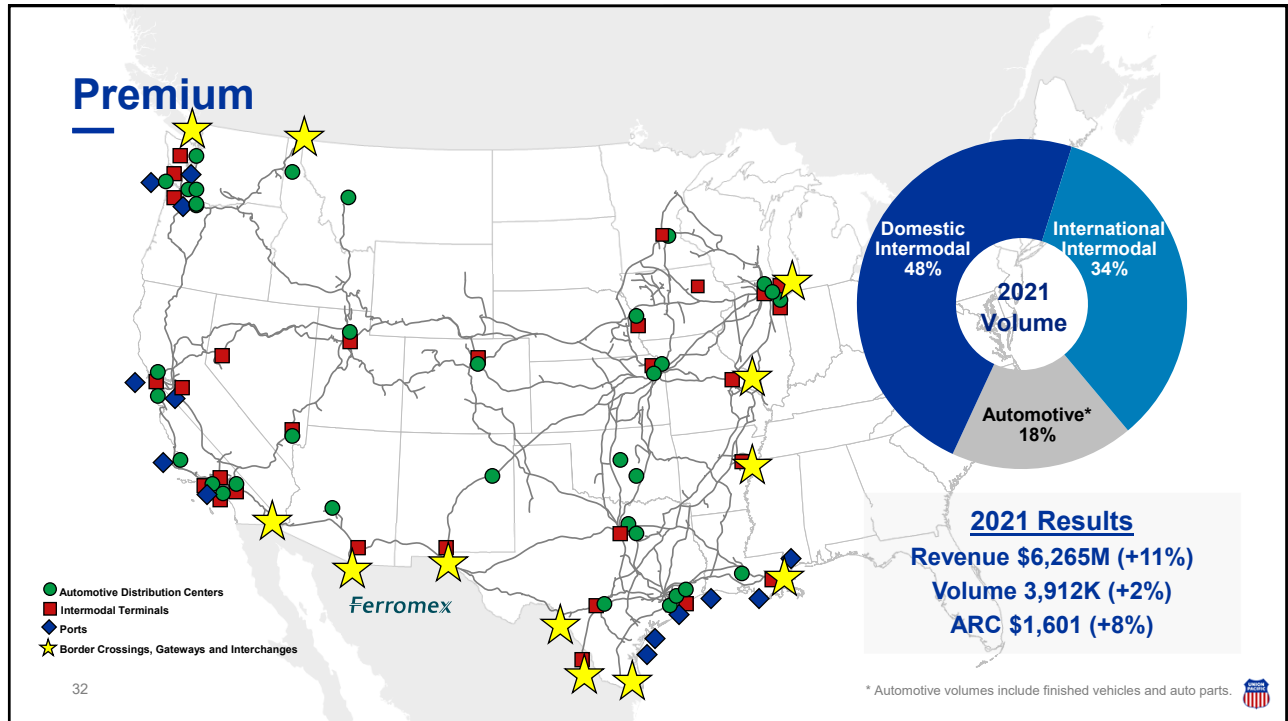 Premium
Domestic
Intermodal
48%
International
Intermodal
34%
2021
Volume
Automotive*
18%
2021 Results
Revenue $6,265M (+11%)
Volume 3,912K (+2%)
ARC $1,601 (+8%)
Automotive Distribution Centers
Intermodal Terminals
Ports
Border Crossings, Gateways and Interchanges
Ferromex
32
* Automotive volumes include finished vehicles and auto parts.
UNION
PACIFIC